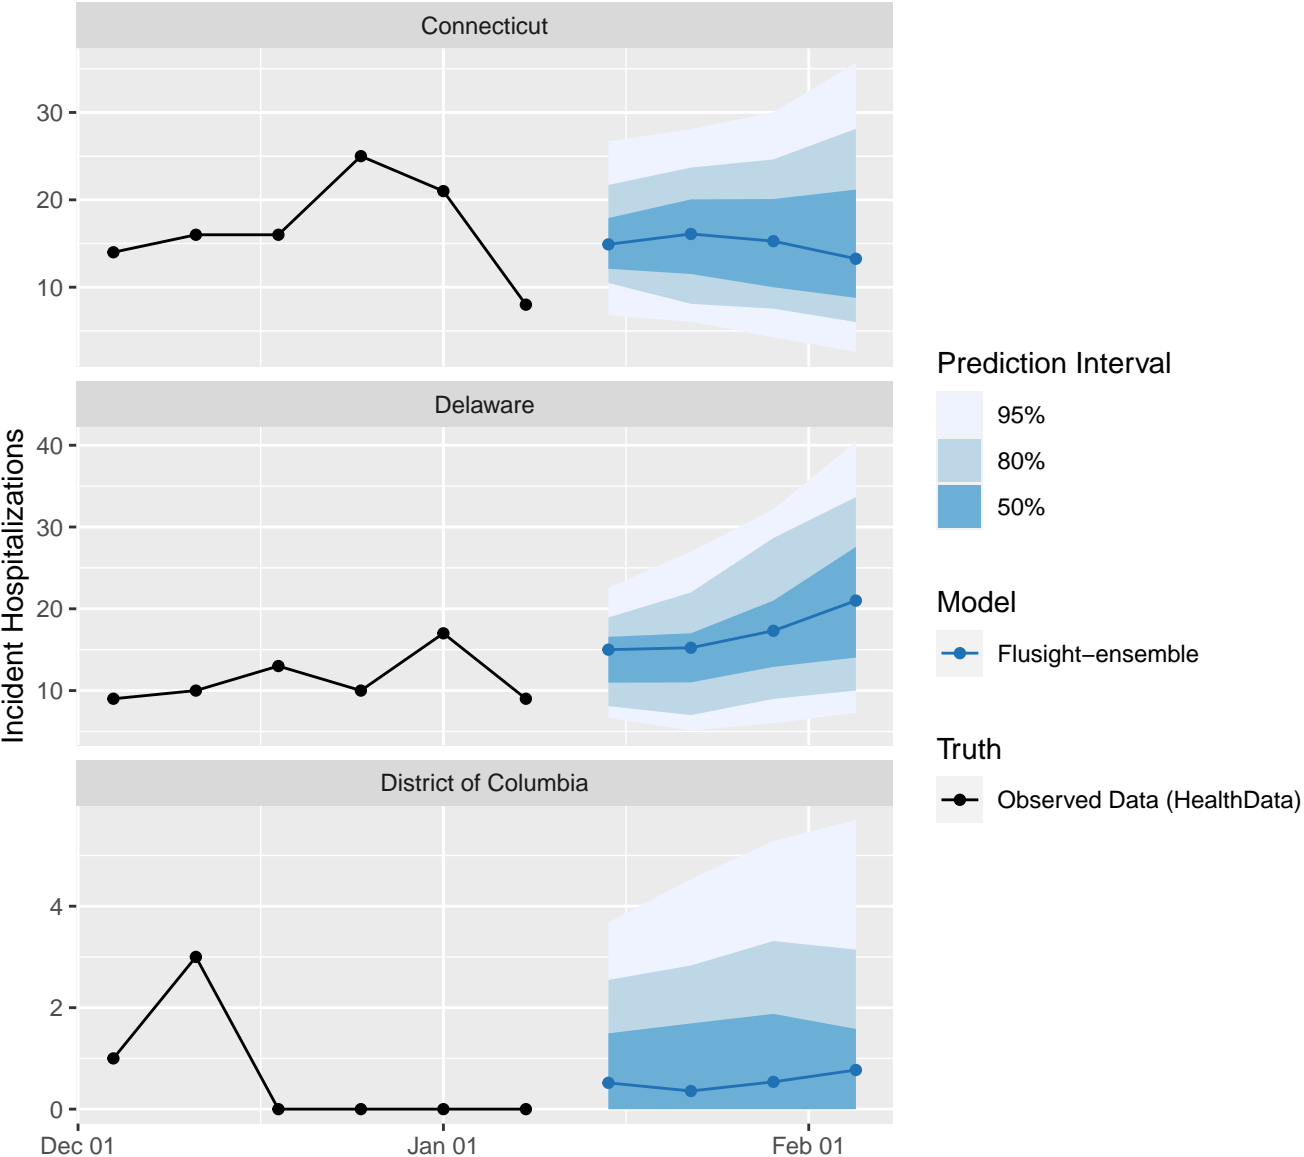 Connecticut
30
20
10
Delaware
40
30
20
10
District of Columbia
4
2
0
Dec 01
Jan 01
Feb 01
Incident Hospitalizations
Prediction Interval
95%
80%
50%
Model
Flusight−ensemble
Truth
Observed Data (HealthData)